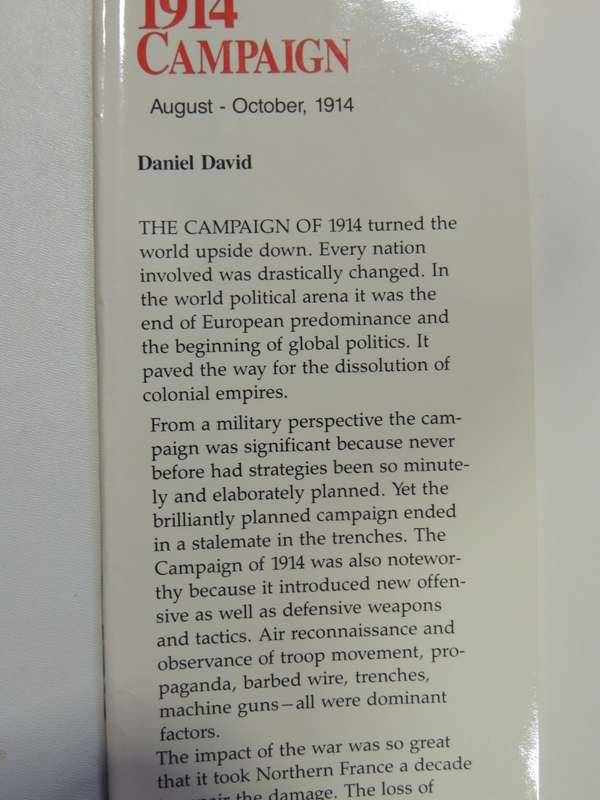 1914
CAMPAIGN
August - October, 1914
Daniel David
THE CAMPAIGN OF 1914 turned the
world upside down. Every nation
involved was drastically changed. In
the world political arena it was the
end of European predominance and
the beginning of global politics. It
paved the way for the dissolution of
colonial empires.
From a military perspective the cam-
paign was significant because never
before had strategies been so minute-
ly and elaborately planned. Yet the
brilliantly planned campaign ended
in a stalemate in the trenches. The
Campaign of 1914 was also notewor-
thy because it introduced new offen-
sive as well as defensive weapons
and tactics. Air reconnaissance and
observance of troop movement, pro-
paganda, barbed wire, trenches,
machine guns—all were dominant
factors.
The impact of the war was so great
that it took Northern France a decade
the damage. The loss of